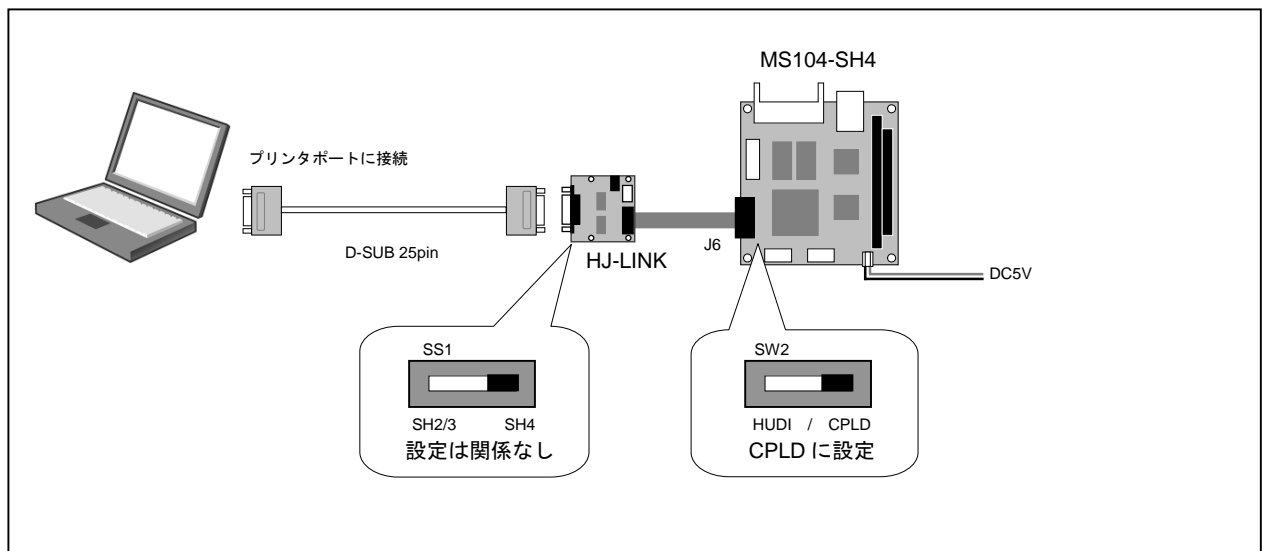 MS104-SH4
プリンタポートに接続
D-SUB 25pin
HJ-LINK
J6
DC5V
SS1
SH2/3 SH4
設定は関係なし
SW2
HUDI / CPLD
CPLD に設定